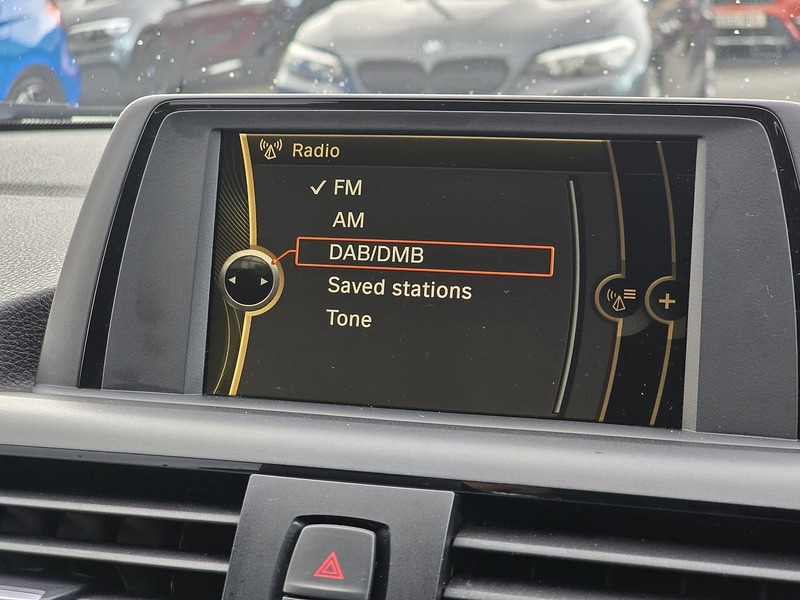 Radio
✓ FM
AM
DAB/DMB
Saved stations
Tone